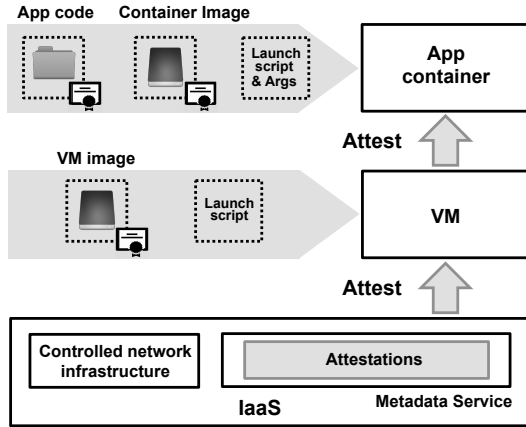 App code
Container Image
Launch
script
& Args
App
container
Attest
VM image
Launch
script
VM
Attest
Controlled network
infrastructure
Attestations
Metadata Service
IaaS